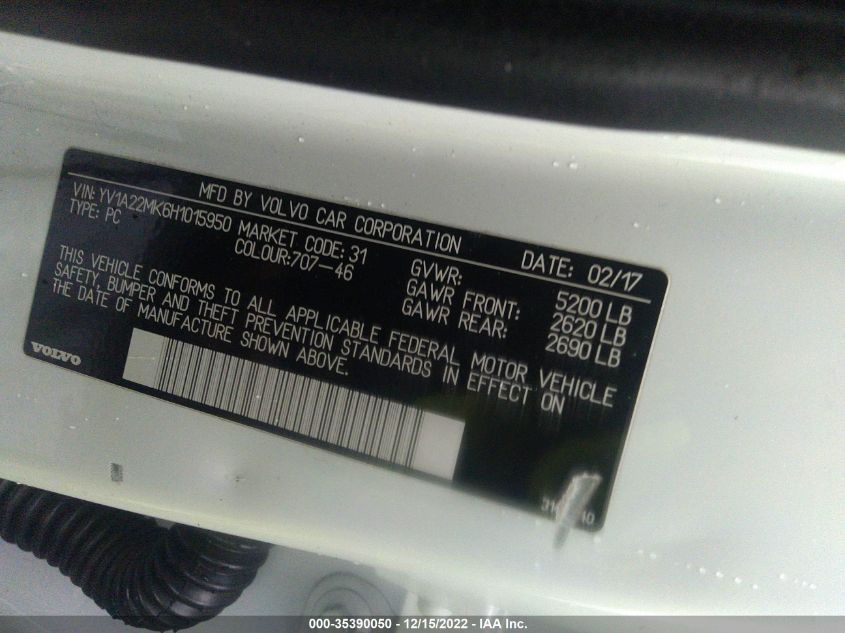 MFD BY VOLVO CAR CORPORATION DATE: 02/17
VIN: YV1A22MK6H1015950 MARKET CODE: 31 GVWR: 5200 LB
TYPE: PC COLOUR:707-46 GAWR FRONT: 2620 LB
GAWR REAR: 2690 LB
THIS VEHICLE CONFORMS TO ALL APPLICABLE FEDERAL MOTOR VEHICLE
SAFETY, BUMPER AND THEFT PREVENTION STANDARDS IN EFFECT ON
THE DATE OF MANUFACTURE SHOWN ABOVE.
VOLVO
000-35390050 - 12/15/2022 - IAA Inc.